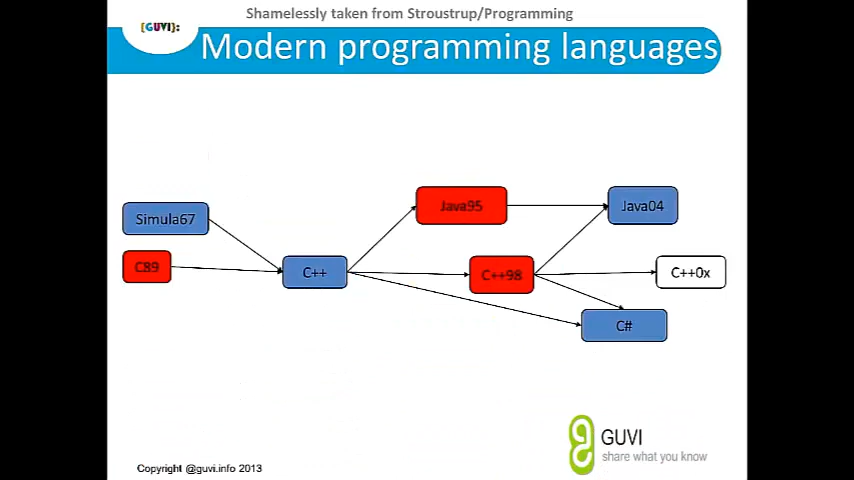 Shamelessly taken from Stroustrup/Programming
{GUVI}:
Modern programming languages
Simula67
C89
C++
Java95
C++98
Java04
C++0x
C#
GUVI
share what you know
Copyright @guvi.info 2013